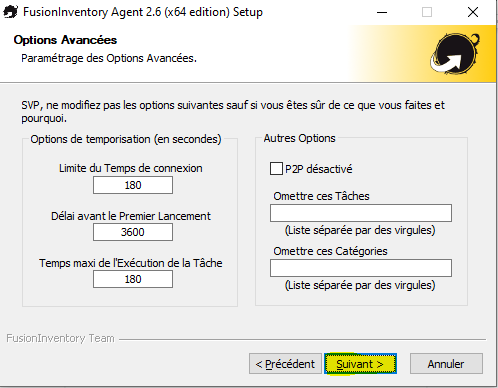 FusionInventory Agent 2.6 (x64 edition) Setup
Options Avancées
Paramétrage des Options Avancées.
SVP, ne modifiez pas les options suivantes sauf si vous êtes sûr de ce que vous faites et
pourquoi.
Options de temporisation (en secondes)
Limite du Temps de connexion
180
Délai avant le Premier Lancement
3600
Temps maxi de l'Exécution de la Tâche
180
Autres Options
P2P désactivé
Omettre ces Tâches
(Liste séparée par des virgules)
Omettre ces Catégories
(Liste séparée par des virgules)
FusionInventory Team
< Précédent
Suivant >
Annuler